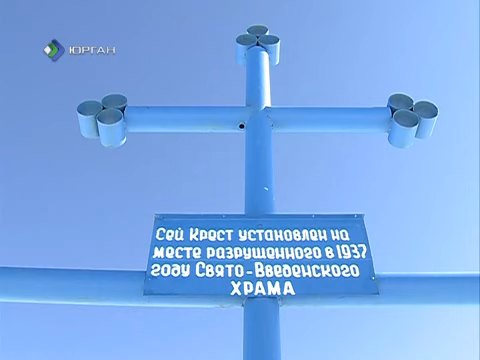 ЮРГАН
Сей Крест установлен на
месте разрушенного в 1937
году Свято-Введенского
ХРАМА